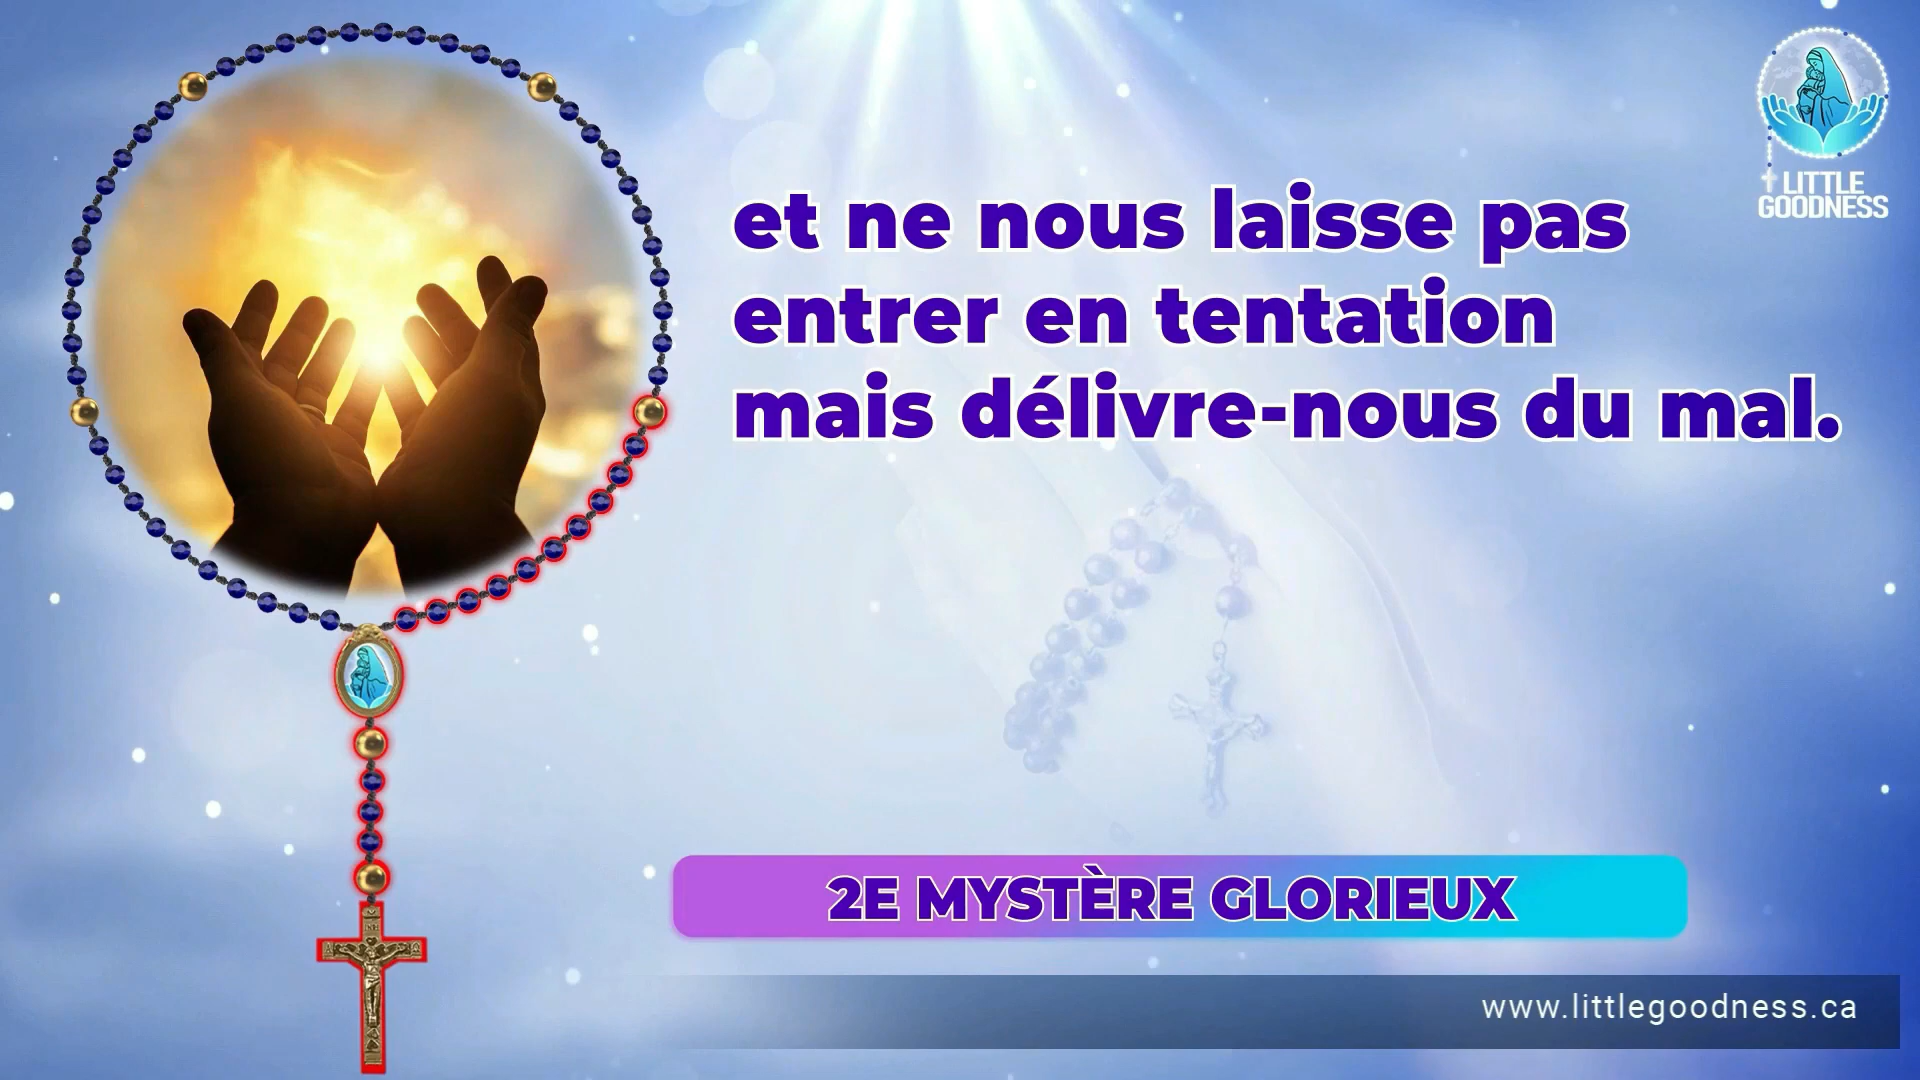 et ne nous laisse pas
entrer en tentation
mais délivre-nous du mal.
LITTLE
GOODNESS
2E MYSTÈRE GLORIEUX
www.littlegoodness.ca